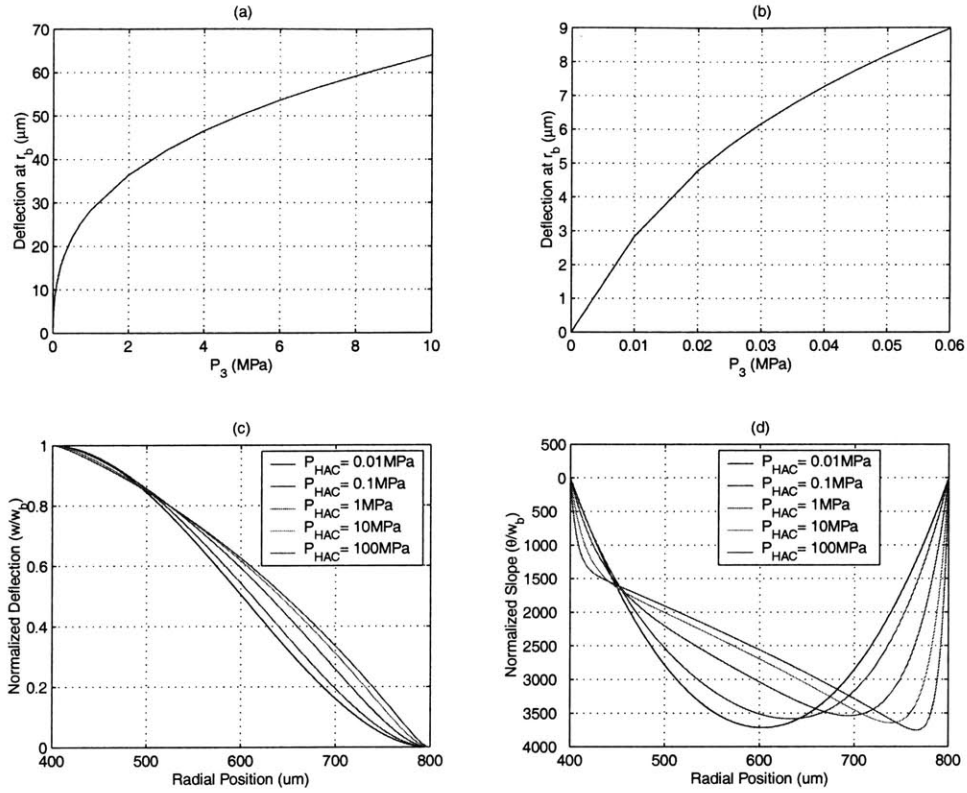 (a)
70
60
50
40
30
20
10
0
Deflection at r_b (μm)
0 2 4 6 8 10
P_3 (MPa)
(b)
9
8
7
6
5
4
3
2
1
0
Deflection at r_b (μm)
0 0.01 0.02 0.03 0.04 0.05 0.06
P_3 (MPa)
(c)
1
0.8
0.6
0.4
0.2
0
Normalized Deflection (w/w_b)
P_HAC= 0.01MPa
P_HAC= 0.1MPa
P_HAC= 1MPa
P_HAC= 10MPa
P_HAC= 100MPa
400 500 600 700 800
Radial Position (um)
(d)
500
0
500
1000
1500
2000
2500
3000
3500
4000
Normalized Slope (θ/w_b)
P_HAC= 0.01MPa
P_HAC= 0.1MPa
P_HAC= 1MPa
P_HAC= 10MPa
P_HAC= 100MPa
400 500 600 700 800
Radial Position (um)